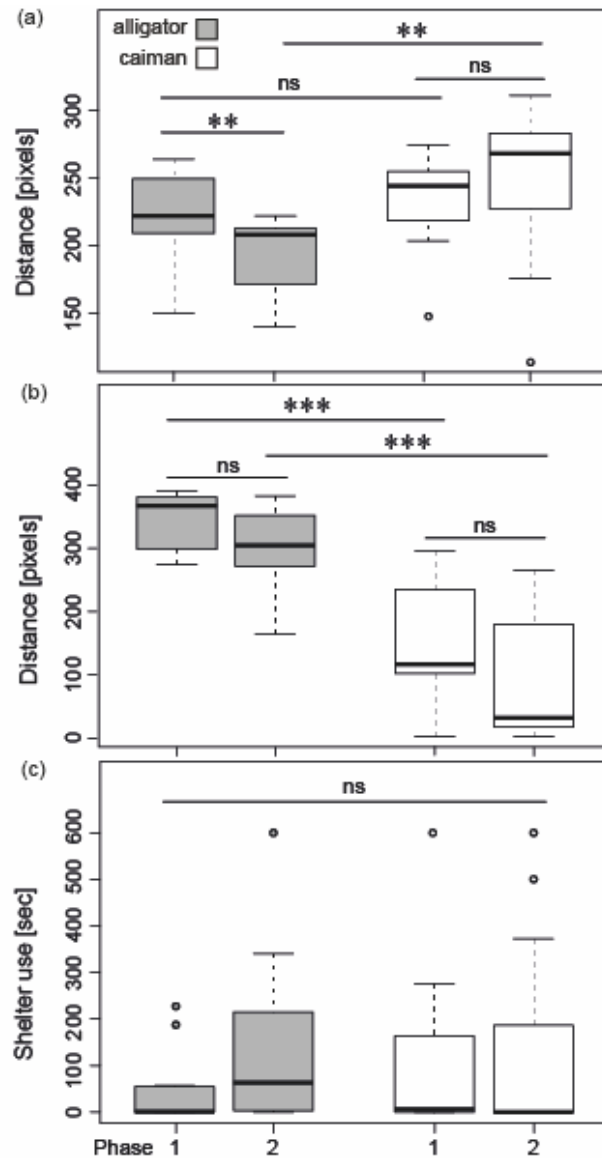 (a)
alligator
caiman
**
ns
ns
**
Distance [pixels]
300
250
200
150
(b)
***
***
ns
ns
Distance [pixels]
400
300
200
100
0
(c)
ns
Shelter use [sec]
600
500
400
300
200
100
0
Phase 1 2 1 2